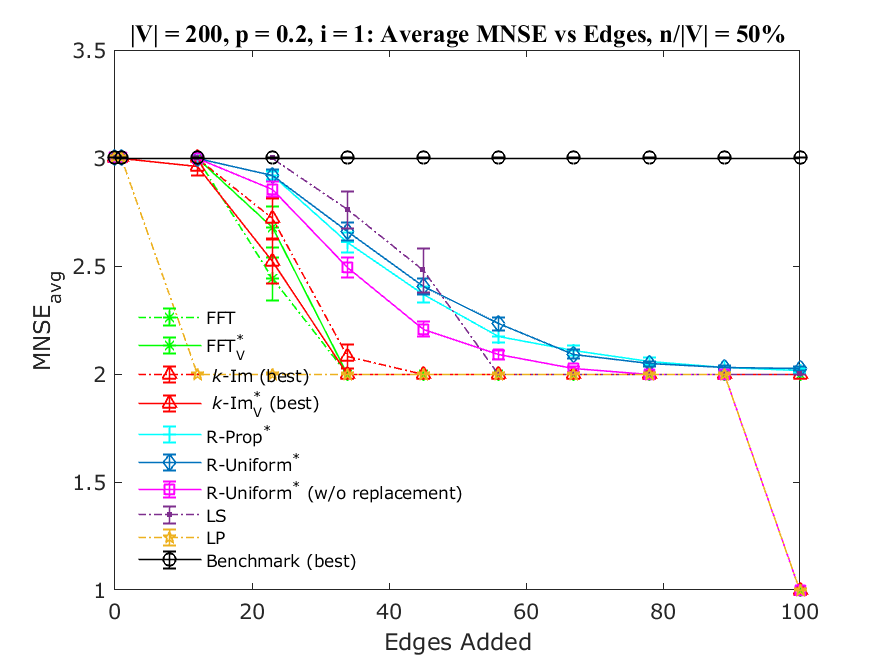 |V| = 200, p = 0.2, i = 1: Average MNSE vs Edges, n/|V| = 50%
3.5
3
2.5
2
1.5
1
MNSE_avg
FFT
FFT*_V
k-Im (best)
k-Im*_V (best)
R-Prop*
R-Uniform*
R-Uniform* (w/o replacement)
LS
LP
Benchmark (best)
0 20 40 60 80 100
Edges Added